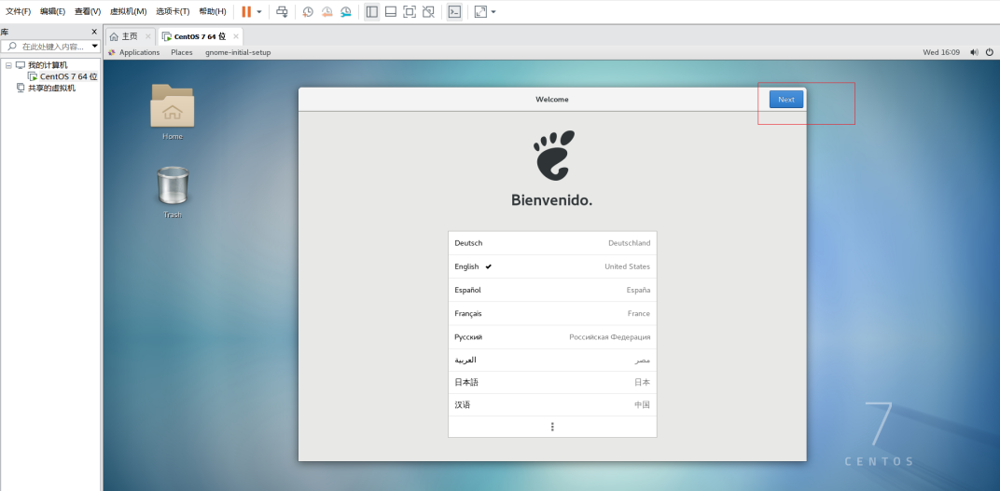 文件(F) 编辑(E) 查看(V) 虚拟机(M) 选项卡(T) 帮助(H)
库
在此处键入内容...
我的计算机
CentOS 7 64 位
共享的虚拟机
主页 CentOS 7 64 位
Applications Places gnome-initial-setup Wed 16:09
Home
Trash
Welcome Next
Bienvenido.
Deutsch Deutschland
English United States
Español España
Français France
Русский Российская Федерация
العربية مصر
日本語 日本
汉语 中国
7
CENTOS